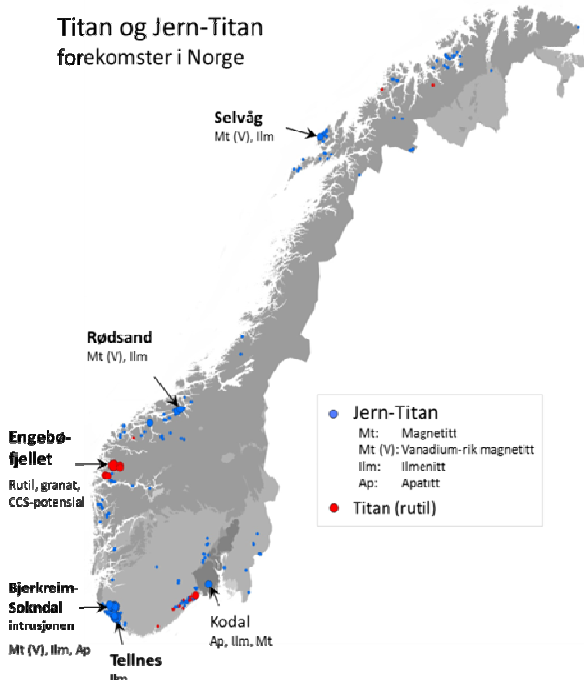 Titan og Jern-Titan
forekomster i Norge
Selvåg
Mt (V), Ilm
Rødsand
Mt (V), Ilm
Engebø-
fjellet
Rutil, granat,
CCS-potensial
Jern-Titan
Mt: Magnetitt
Mt (V): Vanadium-rik magnetitt
Ilm: Ilmenitt
Ap: Apatitt
Titan (rutil)
Bjerkreim-
Sokndal
intrusjonen
Mt (V), Ilm, Ap
Kodal
Ap, Ilm, Mt
Tellnes
Ilm